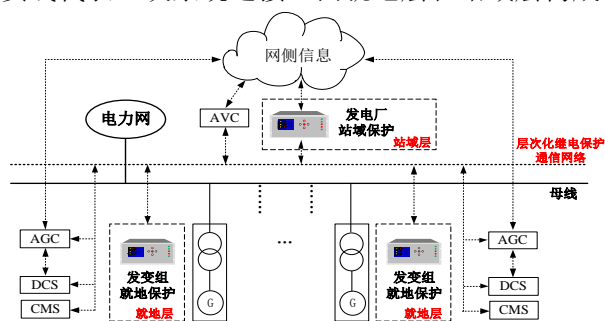 网侧信息
电力网
AVC
发电厂
站域保护
站域层
层次化继电保护
通信网络
母线
AGC
DCS
CMS
发变组
就地保护
就地层
G
...
G
发变组
就地保护
就地层
AGC
DCS
CMS